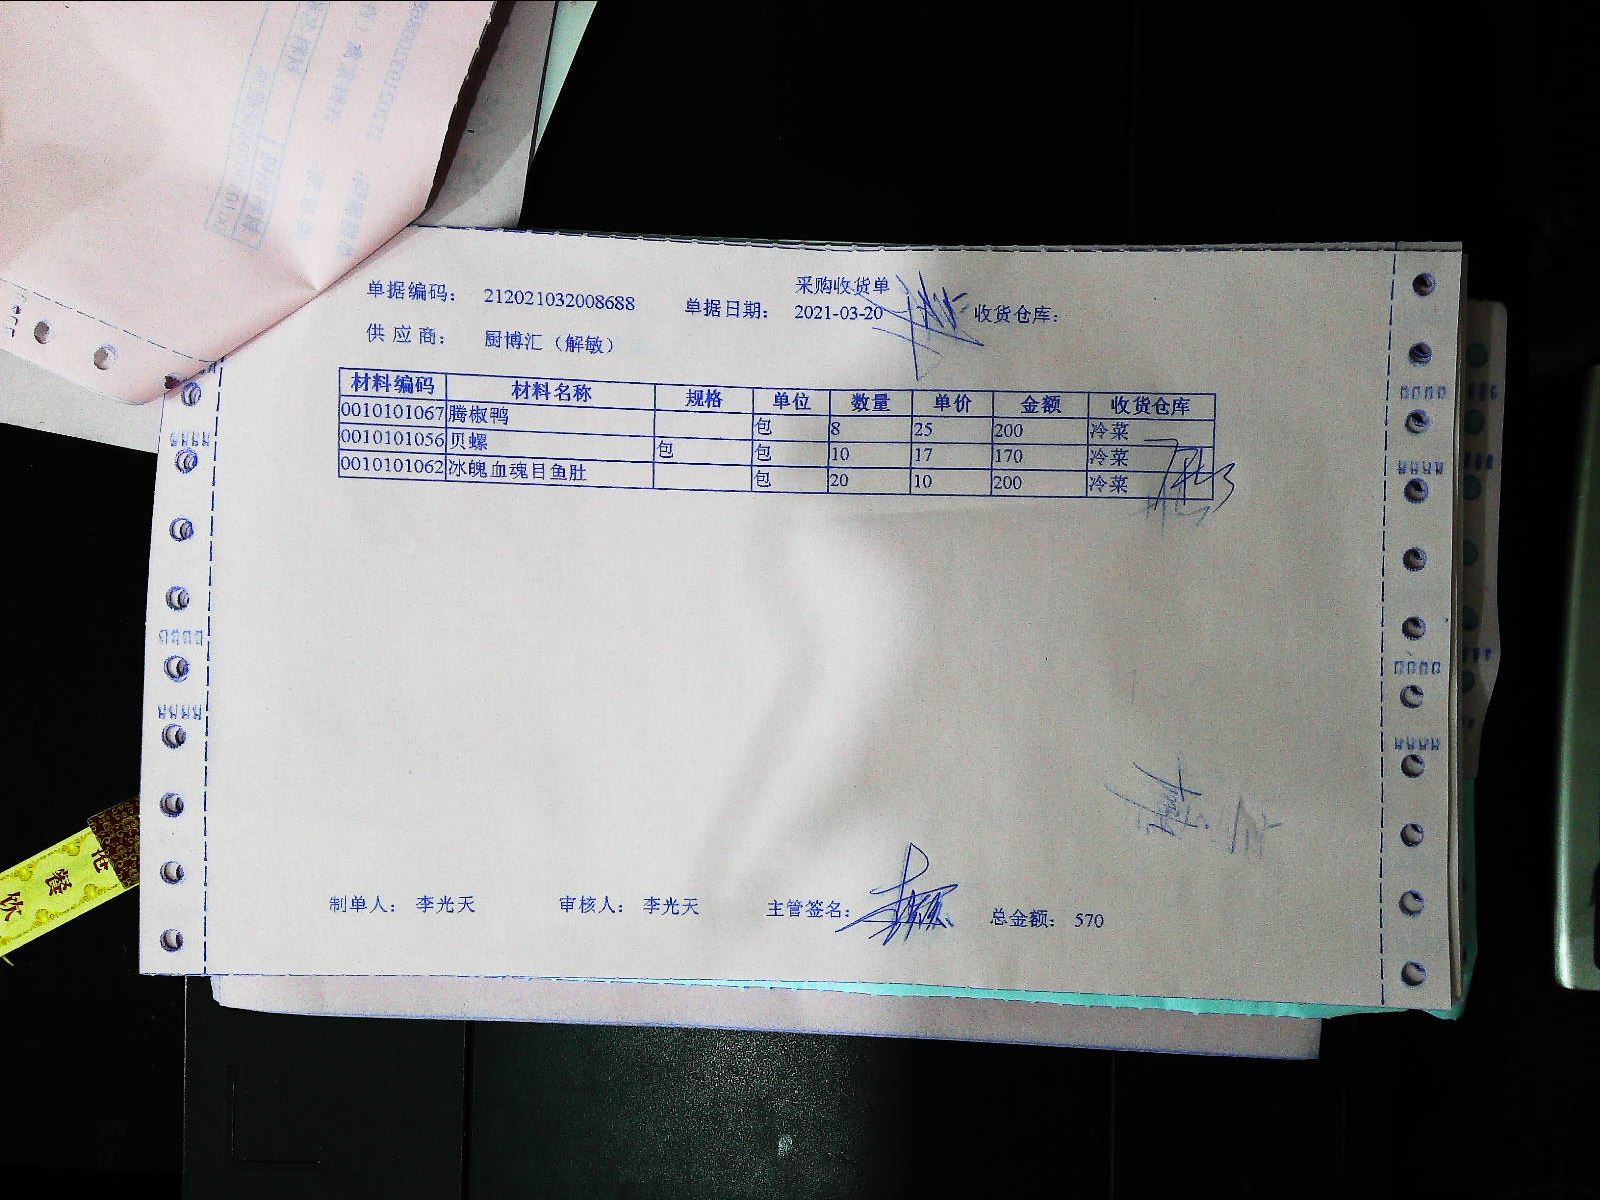 采购收货单
单据编码： 212021032008688 单据日期： 2021-03-20 收货仓库：
供 应 商： 厨博汇（解敏）
材料编码 材料名称 规格 单位 数量 单价 金额 收货仓库
0010101067 腾椒鸭 包 8 25 200 冷菜
0010101056 贝螺 包 包 10 17 170 冷菜
0010101062 冰魄血魂目鱼肚 包 20 10 200 冷菜
制单人： 李光天 审核人： 李光天 主管签名： 总金额： 570
餐
饮